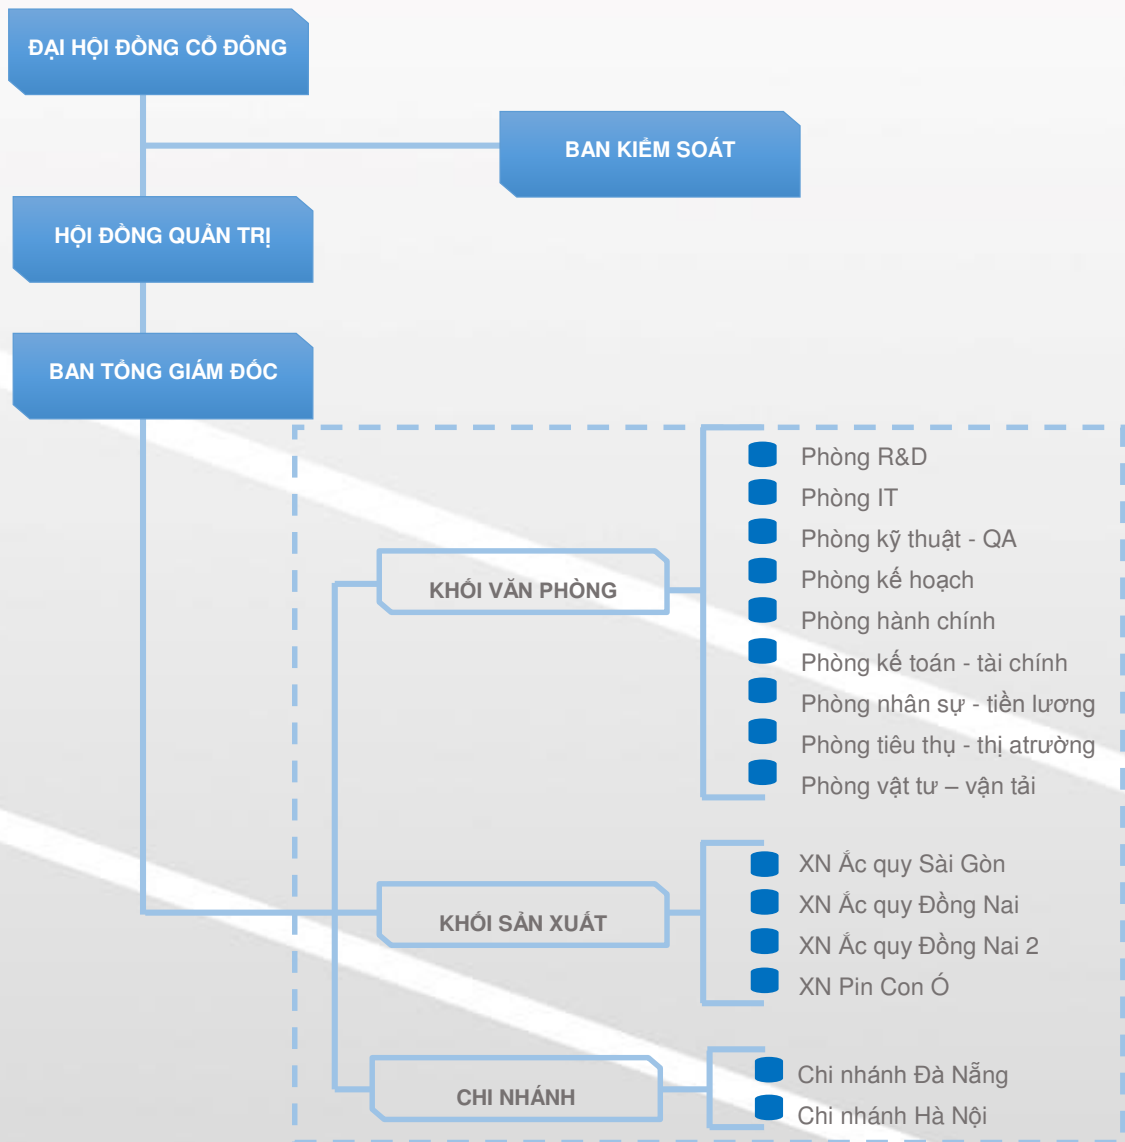 ĐẠI HỘI ĐỒNG CỔ ĐÔNG
BAN KIỂM SOÁT
HỘI ĐỒNG QUẢN TRỊ
BAN TỔNG GIÁM ĐỐC
KHỐI VĂN PHÒNG
Phòng R&D
Phòng IT
Phòng kỹ thuật - QA
Phòng kế hoạch
Phòng hành chính
Phòng kế toán - tài chính
Phòng nhân sự - tiền lương
Phòng tiêu thụ - thị atrường
Phòng vật tư – vận tải
KHỐI SẢN XUẤT
XN Ắc quy Sài Gòn
XN Ắc quy Đồng Nai
XN Ắc quy Đồng Nai 2
XN Pin Con Ó
CHI NHÁNH
Chi nhánh Đà Nẵng
Chi nhánh Hà Nội